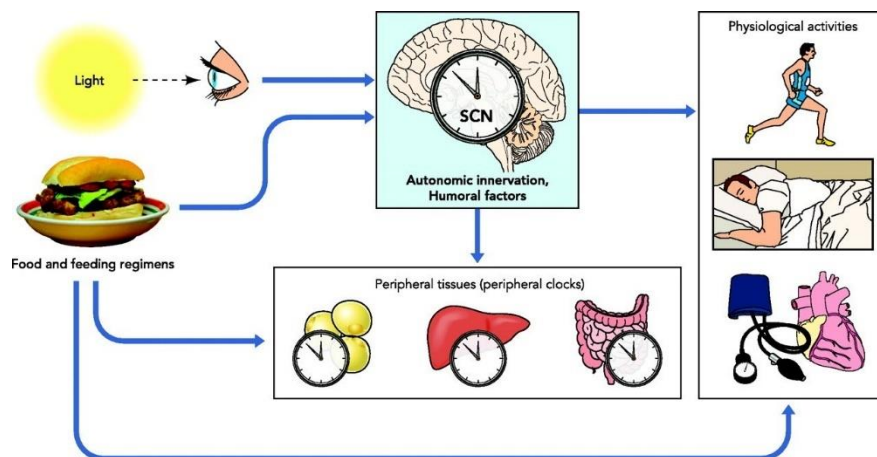 Light
SCN
Autonomic innervation,
Humoral factors
Physiological activities
Food and feeding regimens
Peripheral tissues (peripheral clocks)